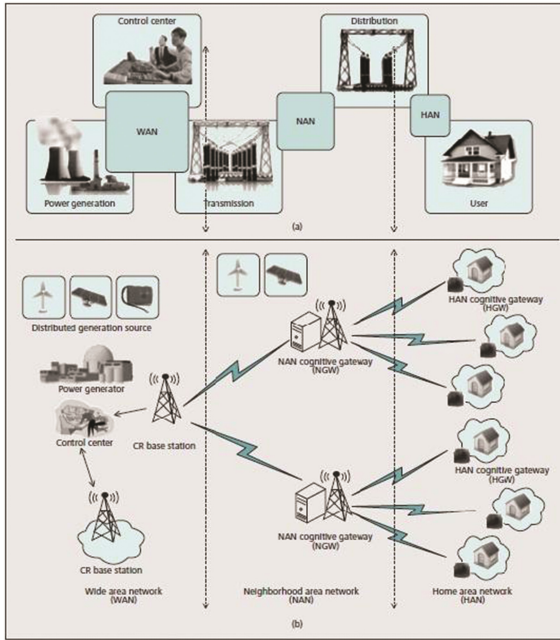 Control center
Distribution
WAN
NAN
HAN
Power generation
Transmission
User
(a)
Distributed generation source
Power generator
Control center
CR base station
CR base station
NAN cognitive gateway
(NGW)
NAN cognitive gateway
(NGW)
HAN cognitive gateway
(HGW)
HAN cognitive gateway
(HGW)
Wide area network
(WAN)
Neighborhood area network
(NAN)
Home area network
(HAN)
(b)